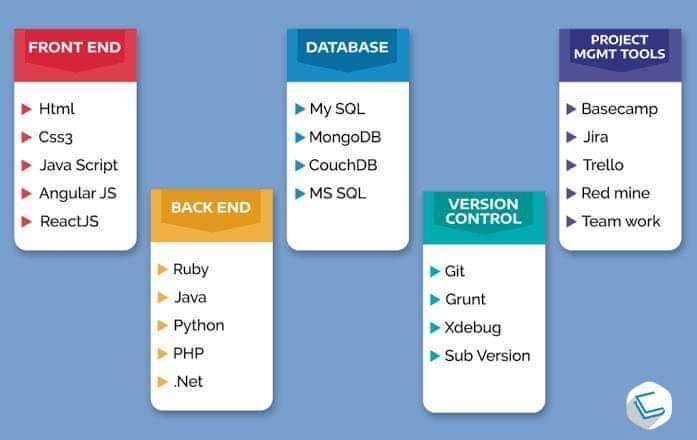 FRONT END
Html
Css3
Java Script
Angular JS
ReactJS
BACK END
Ruby
Java
Python
PHP
.Net
DATABASE
My SQL
MongoDB
CouchDB
MS SQL
VERSION
CONTROL
Git
Grunt
Xdebug
Sub Version
PROJECT
MGMT TOOLS
Basecamp
Jira
Trello
Red mine
Team work